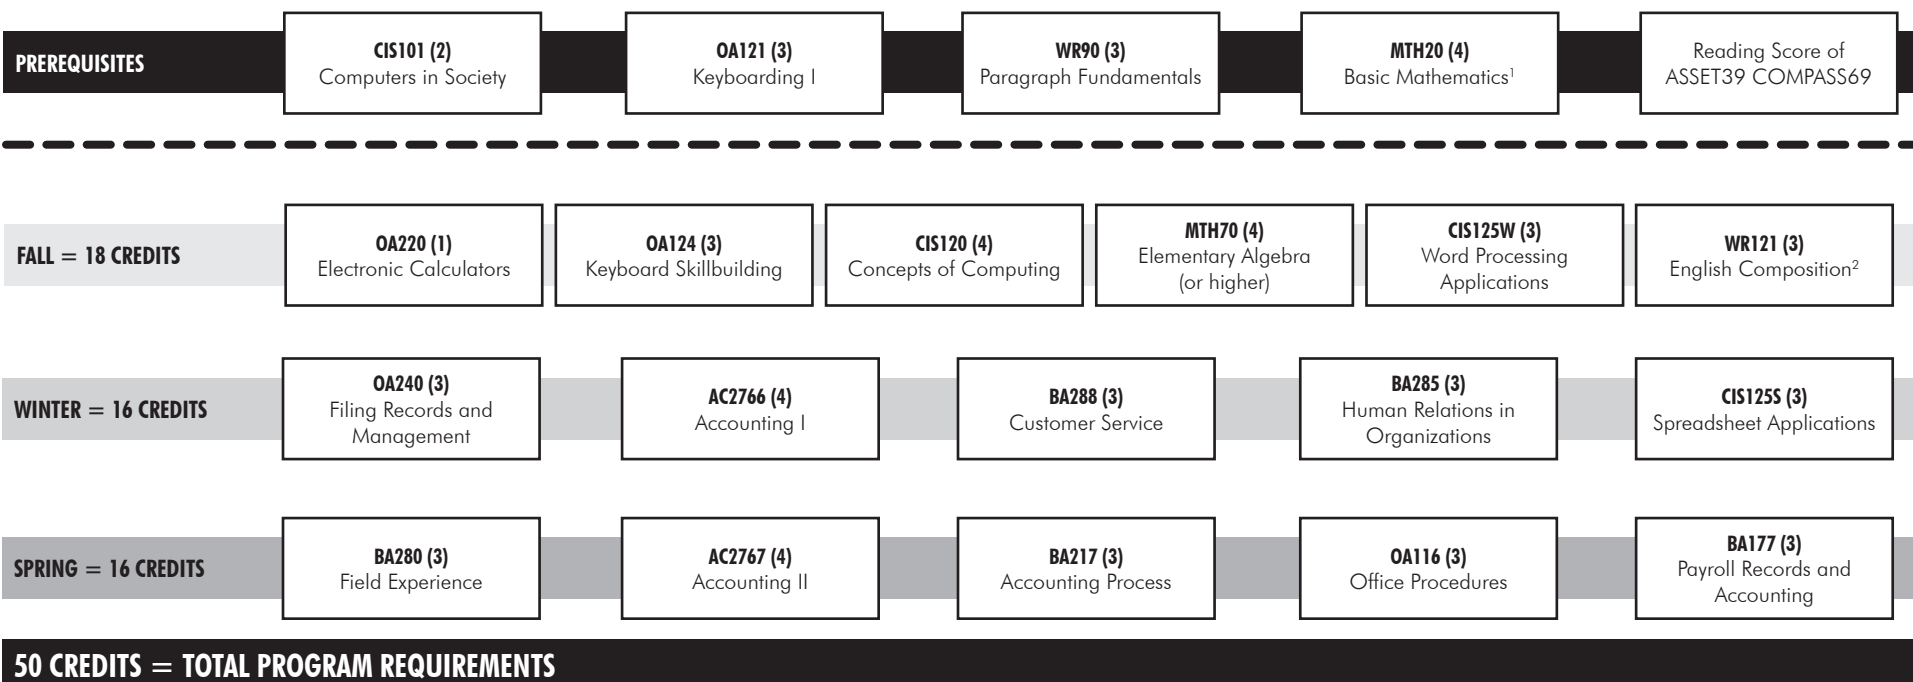 PREREQUISITES
CIS101 (2)
Computers in Society
OA121 (3)
Keyboarding I
WR90 (3)
Paragraph Fundamentals
MTH20 (4)
Basic Mathematics¹
Reading Score of
ASSET39 COMPASS69
FALL = 18 CREDITS
OA220 (1)
Electronic Calculators
OA124 (3)
Keyboard Skillbuilding
CIS120 (4)
Concepts of Computing
MTH70 (4)
Elementary Algebra
(or higher)
CIS125W (3)
Word Processing
Applications
WR121 (3)
English Composition²
WINTER = 16 CREDITS
OA240 (3)
Filing Records and
Management
AC2766 (4)
Accounting I
BA288 (3)
Customer Service
BA285 (3)
Human Relations in
Organizations
CIS125S (3)
Spreadsheet Applications
SPRING = 16 CREDITS
BA280 (3)
Field Experience
AC2767 (4)
Accounting II
BA217 (3)
Accounting Process
OA116 (3)
Office Procedures
BA177 (3)
Payroll Records and
Accounting
50 CREDITS = TOTAL PROGRAM REQUIREMENTS